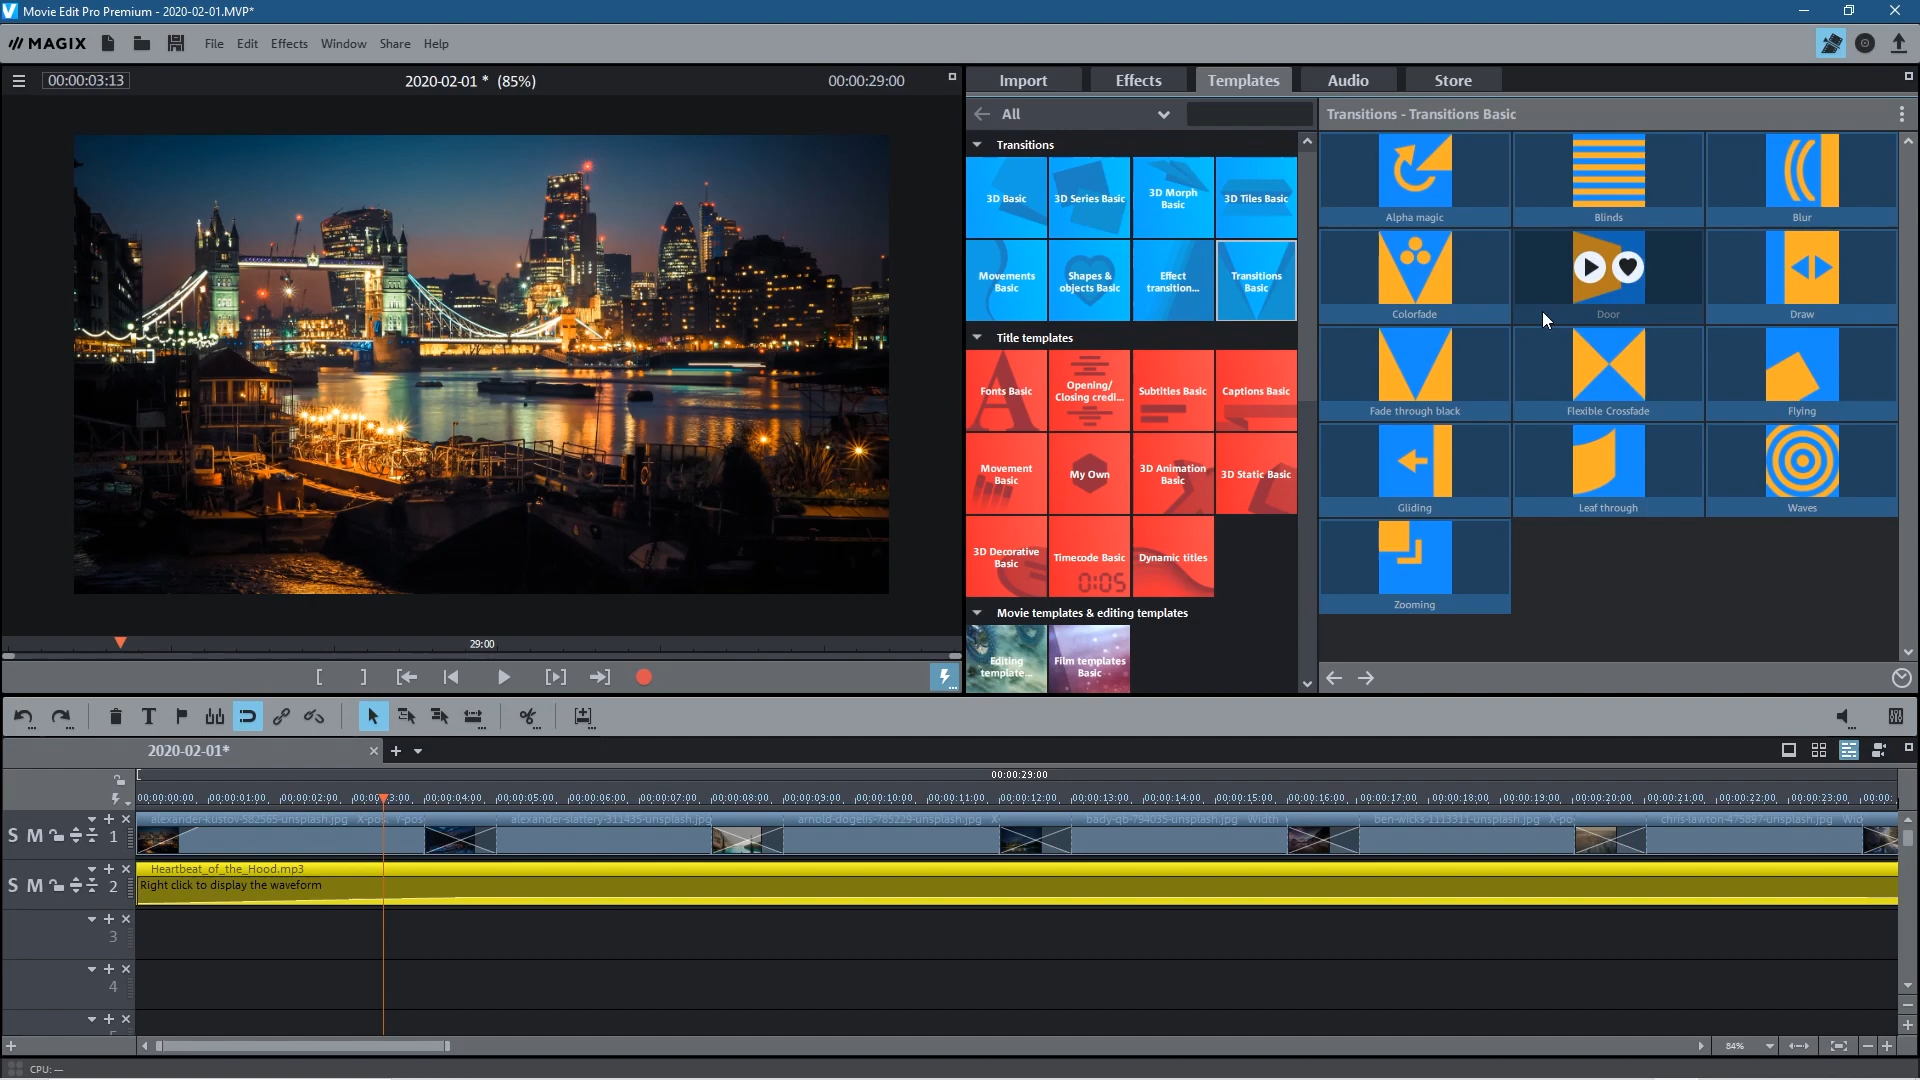 Movie Edit Pro Premium - 2020-02-01.MVP*
MAGIX File Edit Effects Window Share Help
00:00:03:13 2020-02-01 * (85%) 00:00:29:00
Import Effects Templates Audio Store
All
Transitions - Transitions Basic
Transitions
3D Basic
3D Series Basic
3D Morph
Basic
3D Tiles Basic
Movements
Basic
Shapes &
objects Basic
Effect
transition...
Transitions
Basic
Title templates
Fonts Basic
Opening/
Closing credi...
Subtitles Basic
Captions Basic
Movement
Basic
My Own
3D Animation
Basic
3D Static Basic
3D Decorative
Basic
Timecode Basic
0:05
Dynamic titles
Movie templates & editing templates
Editing
template...
Film templates
Basic
Alpha magic
Blinds
Blur
Colorfade
Door
Draw
Fade through black
Flexible Crossfade
Flying
Gliding
Leaf through
Waves
Zooming
29:00
2020-02-01*
00:00:29:00
00:00:00:00 00:00:01:00 00:00:02:00 00:00:03:00 00:00:04:00 00:00:05:00 00:00:06:00 00:00:07:00 00:00:08:00 00:00:09:00 00:00:10:00 00:00:11:00 00:00:12:00 00:00:13:00 00:00:14:00 00:00:15:00 00:00:16:00 00:00:17:00 00:00:18:00 00:00:19:00 00:00:20:00 00:00:21:00 00:00:22:00 00:00:23:00 00:00:
alexander-kustov-582565-unsplash.jpg X-pos. Y-pos alexander-slattery-311435-unsplash.jpg arnold-dogelis-785229-unsplash.jpg X bady-qb-794035-unsplash.jpg Width ben-wicks-1113311-unsplash.jpg X-po chris-lawton-475897-unsplash.jpg Wid
S M 1
Heartbeat_of_the_Hood.mp3
S M 2
Right click to display the waveform
3
4
84%
CPU: —